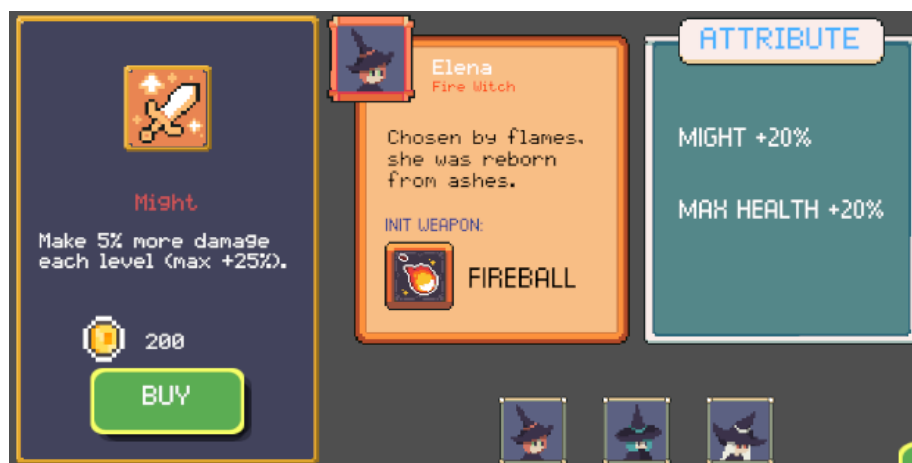 Might
Make 5% more damage
each level (max +25%).
200
BUY
Elena
Fire Witch
Chosen by flames,
she was reborn
from ashes.
INIT WEAPON:
FIREBALL
ATTRIBUTE
MIGHT +20%
MAX HEALTH +20%